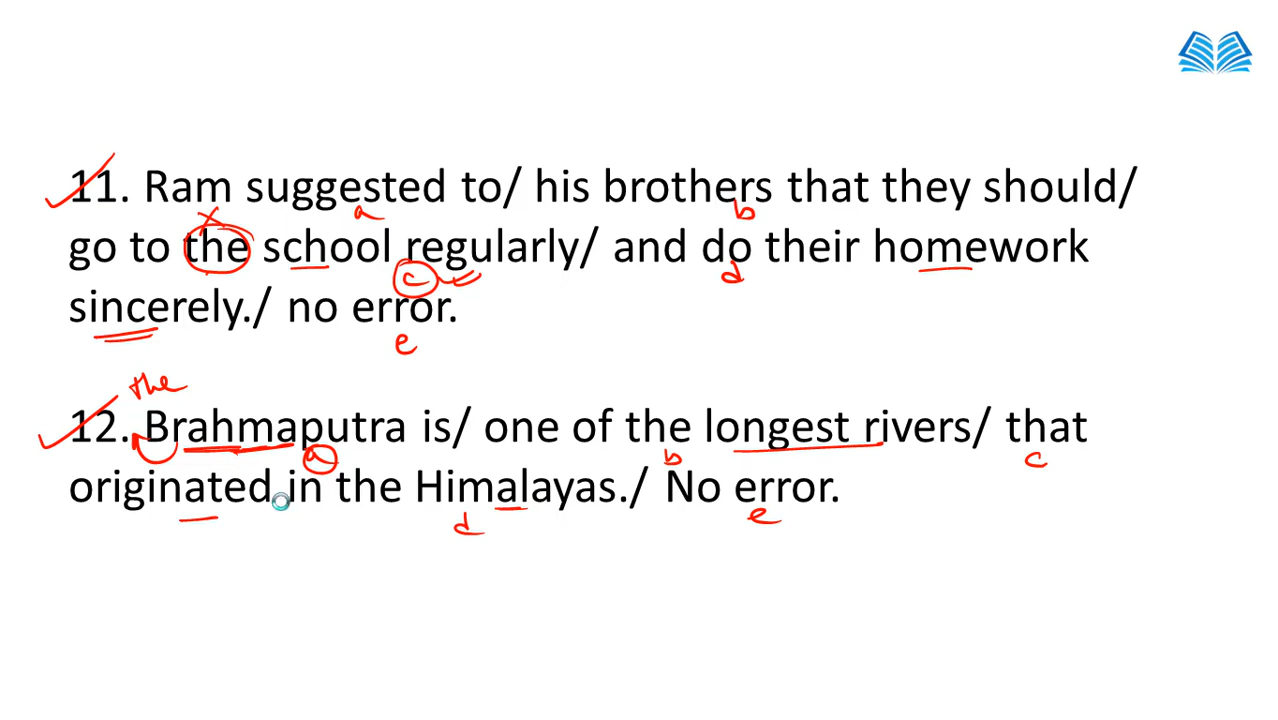 11. Ram suggested to/ his brothers that they should/
a b
go to the school regularly/ and do their homework
c d
sincerely./ no error.
e
the
12. Brahmaputra is/ one of the longest rivers/ that
a b c
originated in the Himalayas./ No error.
d e